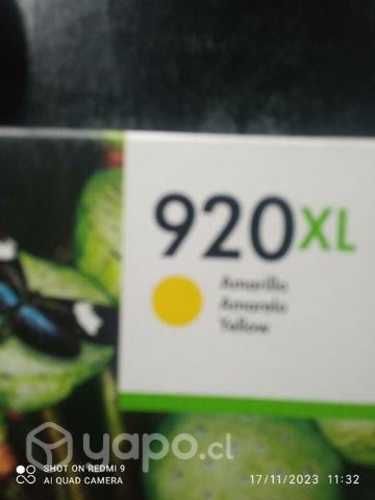 920XL
Amarillo
Amarelo
Yellow
yapo.cl
SHOT ON REDMI 9
AI QUAD CAMERA
17/11/2023 11:32